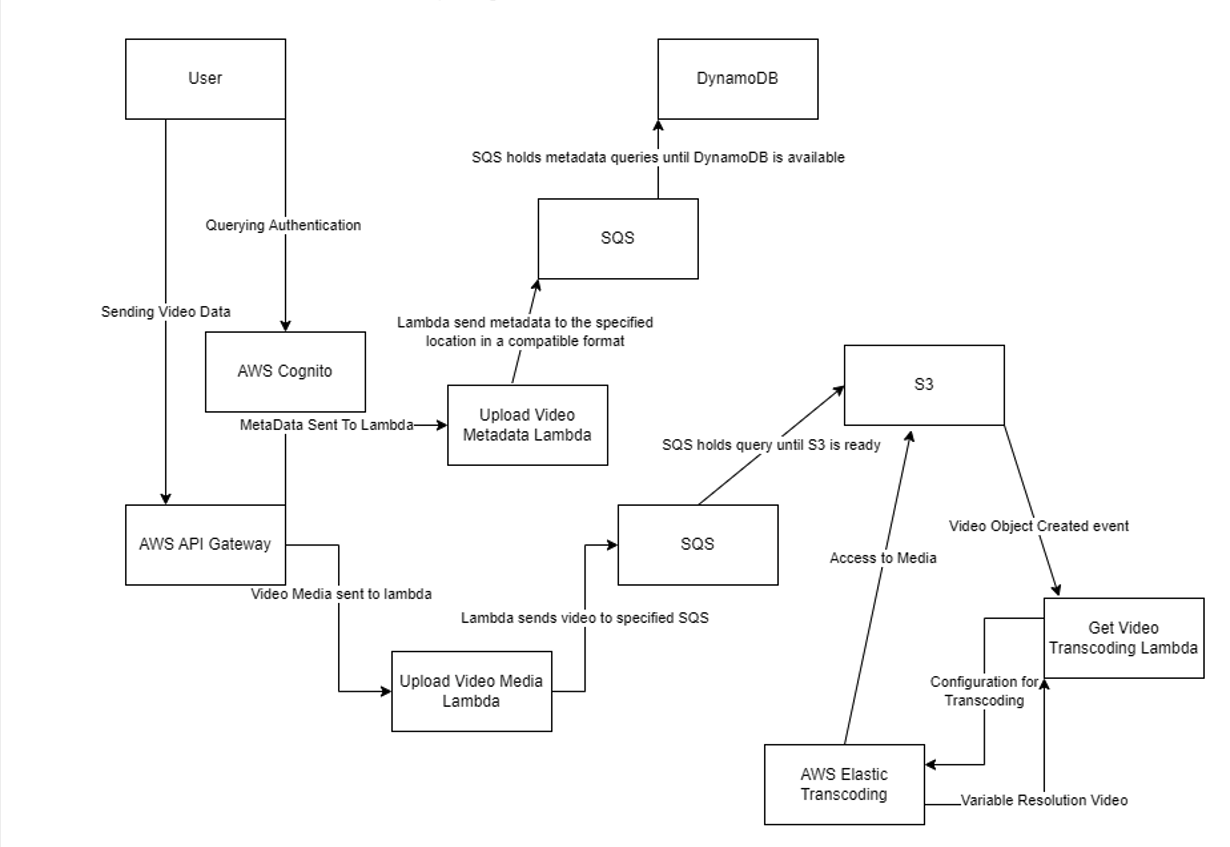 User
DynamoDB
SQS holds metadata queries until DynamoDB is available
Querying Authentication
SQS
Sending Video Data
Lambda send metadata to the specified
location in a compatible format
AWS Cognito
S3
MetaData Sent To Lambda
Upload Video
Metadata Lambda
SQS holds query until S3 is ready
Video Object Created event
AWS API Gateway
SQS
Access to Media
Video Media sent to lambda
Lambda sends video to specified SQS
Get Video
Transcoding Lambda
Upload Video Media
Lambda
Configuration for
Transcoding
AWS Elastic
Transcoding
Variable Resolution Video